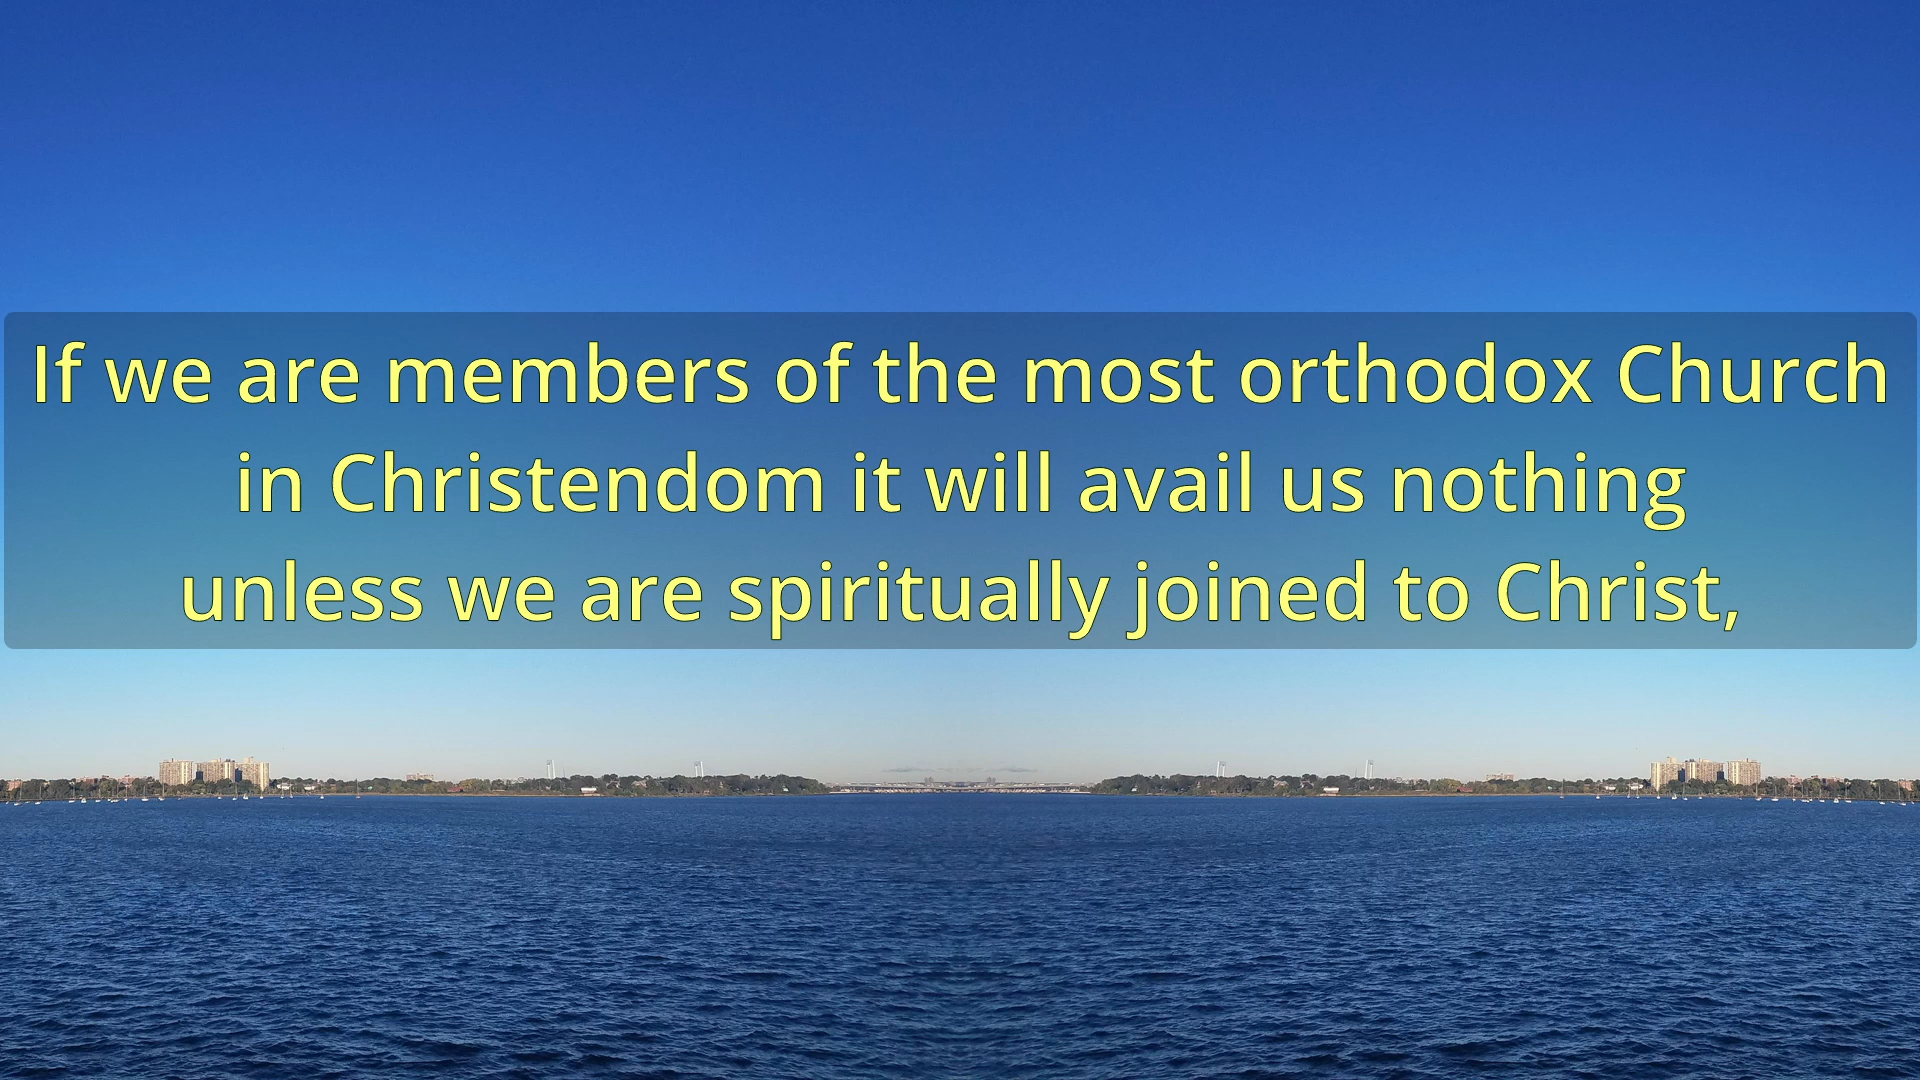 If we are members of the most orthodox Church
in Christendom it will avail us nothing
unless we are spiritually joined to Christ,